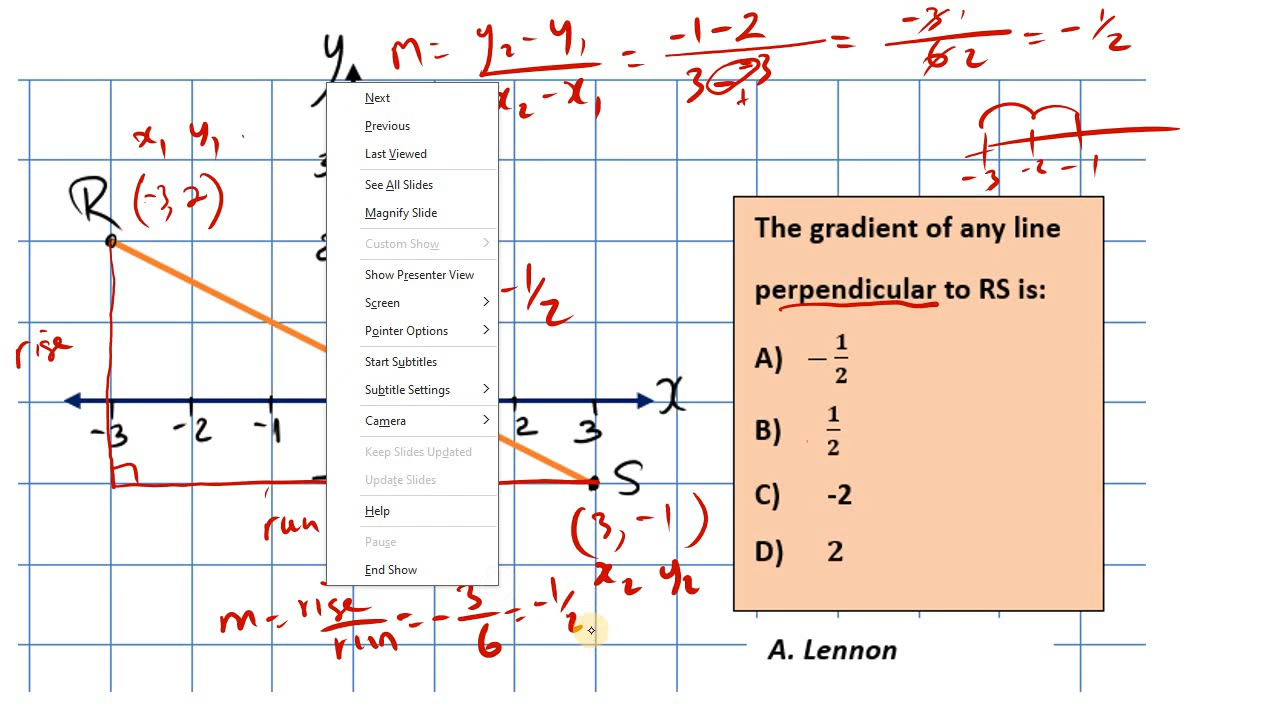 y
m = y₂ - y₁ / x₂ - x₁ = -1 - 2 / 3 - -3 = -3 / 6 = -1/2
+
1
2
x₁ y₁
R (-3, 2)
-3 -2 -1
3
2
rise
-1/2
x
-3 -2 -1 2 3
S
(3, -1)
x₂ y₂
run
m = rise / run = -3/6 = -1/2
Next
Previous
Last Viewed
See All Slides
Magnify Slide
Custom Show
Show Presenter View
Screen
Pointer Options
Start Subtitles
Subtitle Settings
Camera
Keep Slides Updated
Update Slides
Help
Pause
End Show
The gradient of any line
perpendicular to RS is:
A) -1/2
B) 1/2
C) -2
D) 2
A. Lennon